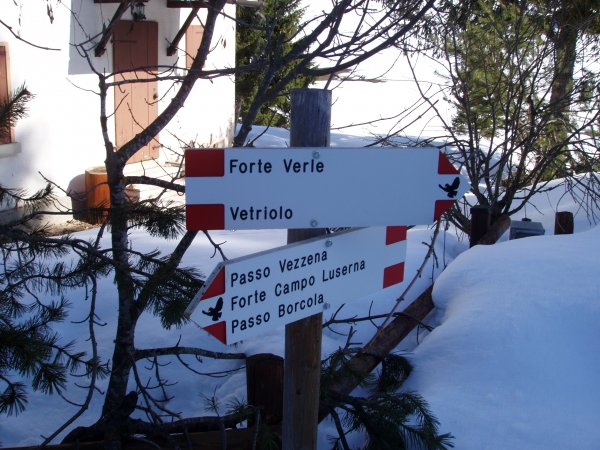 Forte Verle
Vetriolo
Passo Vezzena
Forte Campo Luserna
Passo Borcola